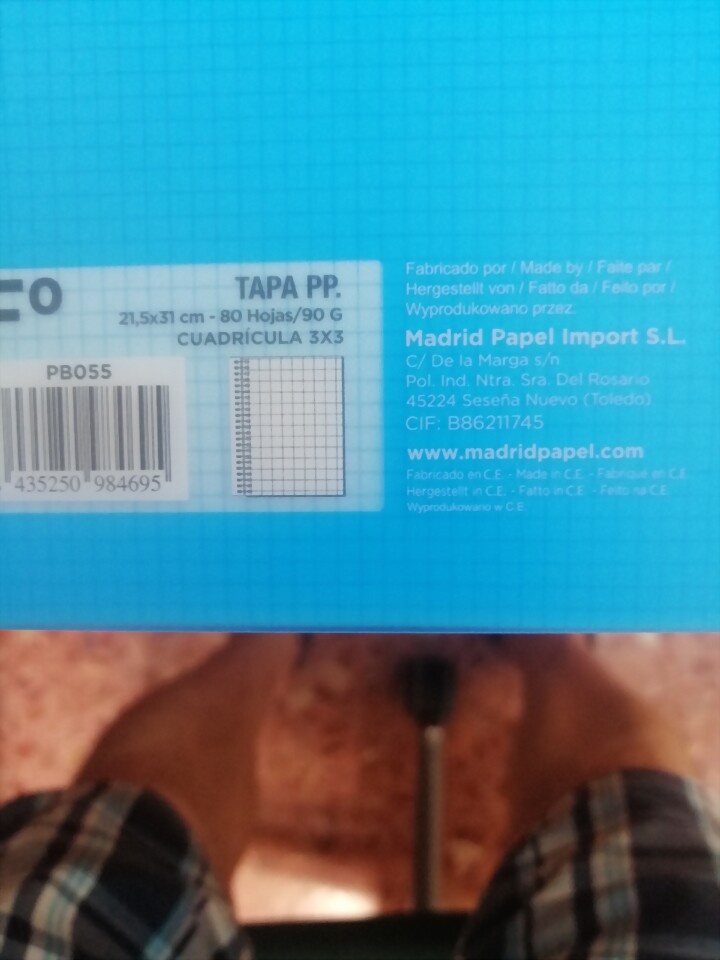 TAPA PP.
21,5x31 cm - 80 Hojas/90 G
CUADRÍCULA 3X3
PB055
435250 984695
Fabricado por / Made by / Faite par /
Hergestellt von / Fatto da / Feito por /
Wyprodukowano przez:
Madrid Papel Import S.L.
C/ De la Marga s/n
Pol. Ind. Ntra. Sra. Del Rosario
45224 Seseña Nuevo (Toledo)
CIF: B86211745
www.madridpapel.com
Fabricado en C.E. - Made in C.E. - Fabriqué en C.E.
Hergestellt in C.E. - Fatto in C.E. - Feito na C.E.
Wyprodukowano w C.E.